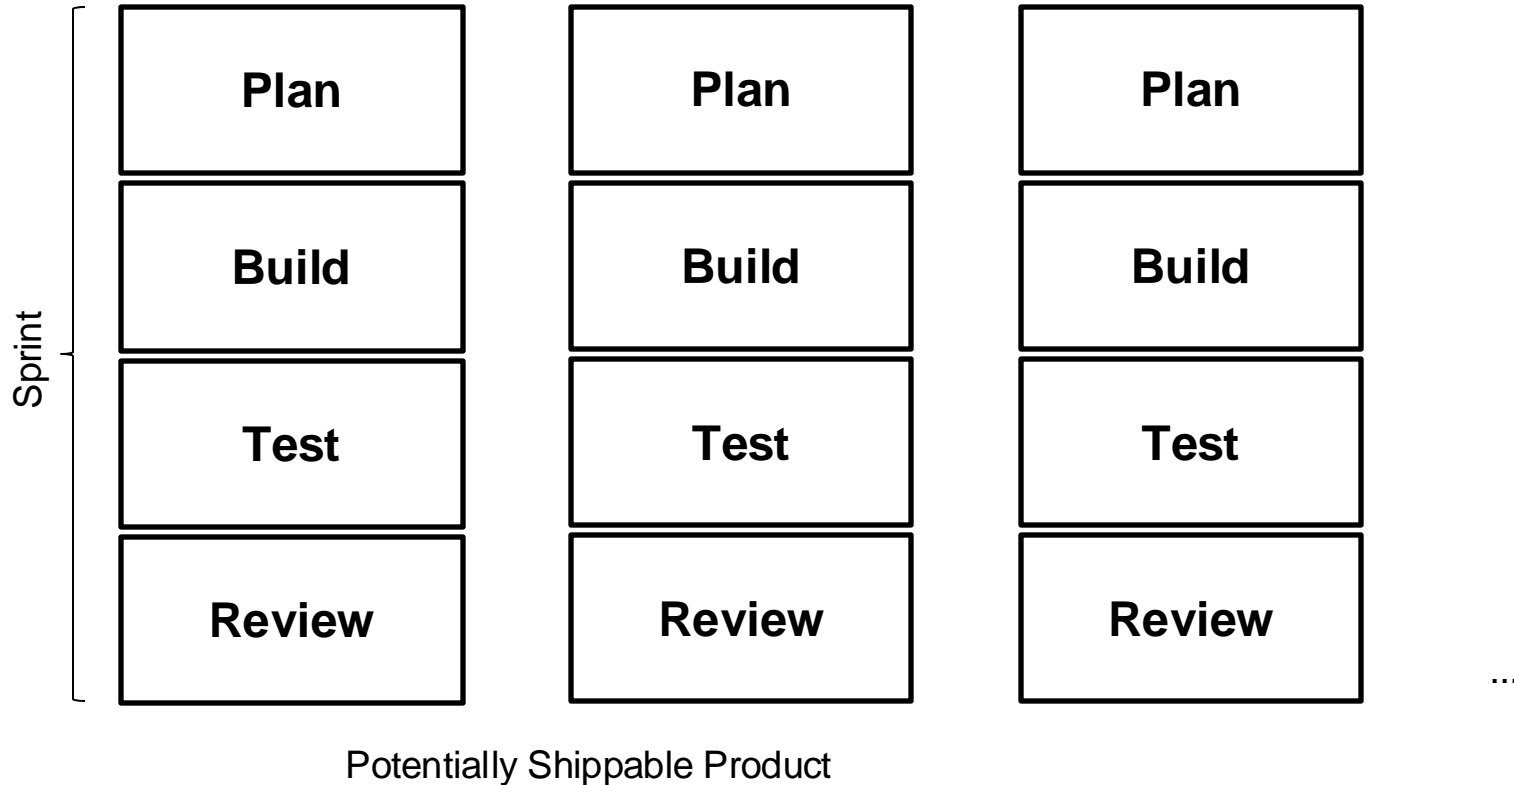 Sprint
Plan
Build
Test
Review
Plan
Build
Test
Review
Plan
Build
Test
Review
...
Potentially Shippable Product